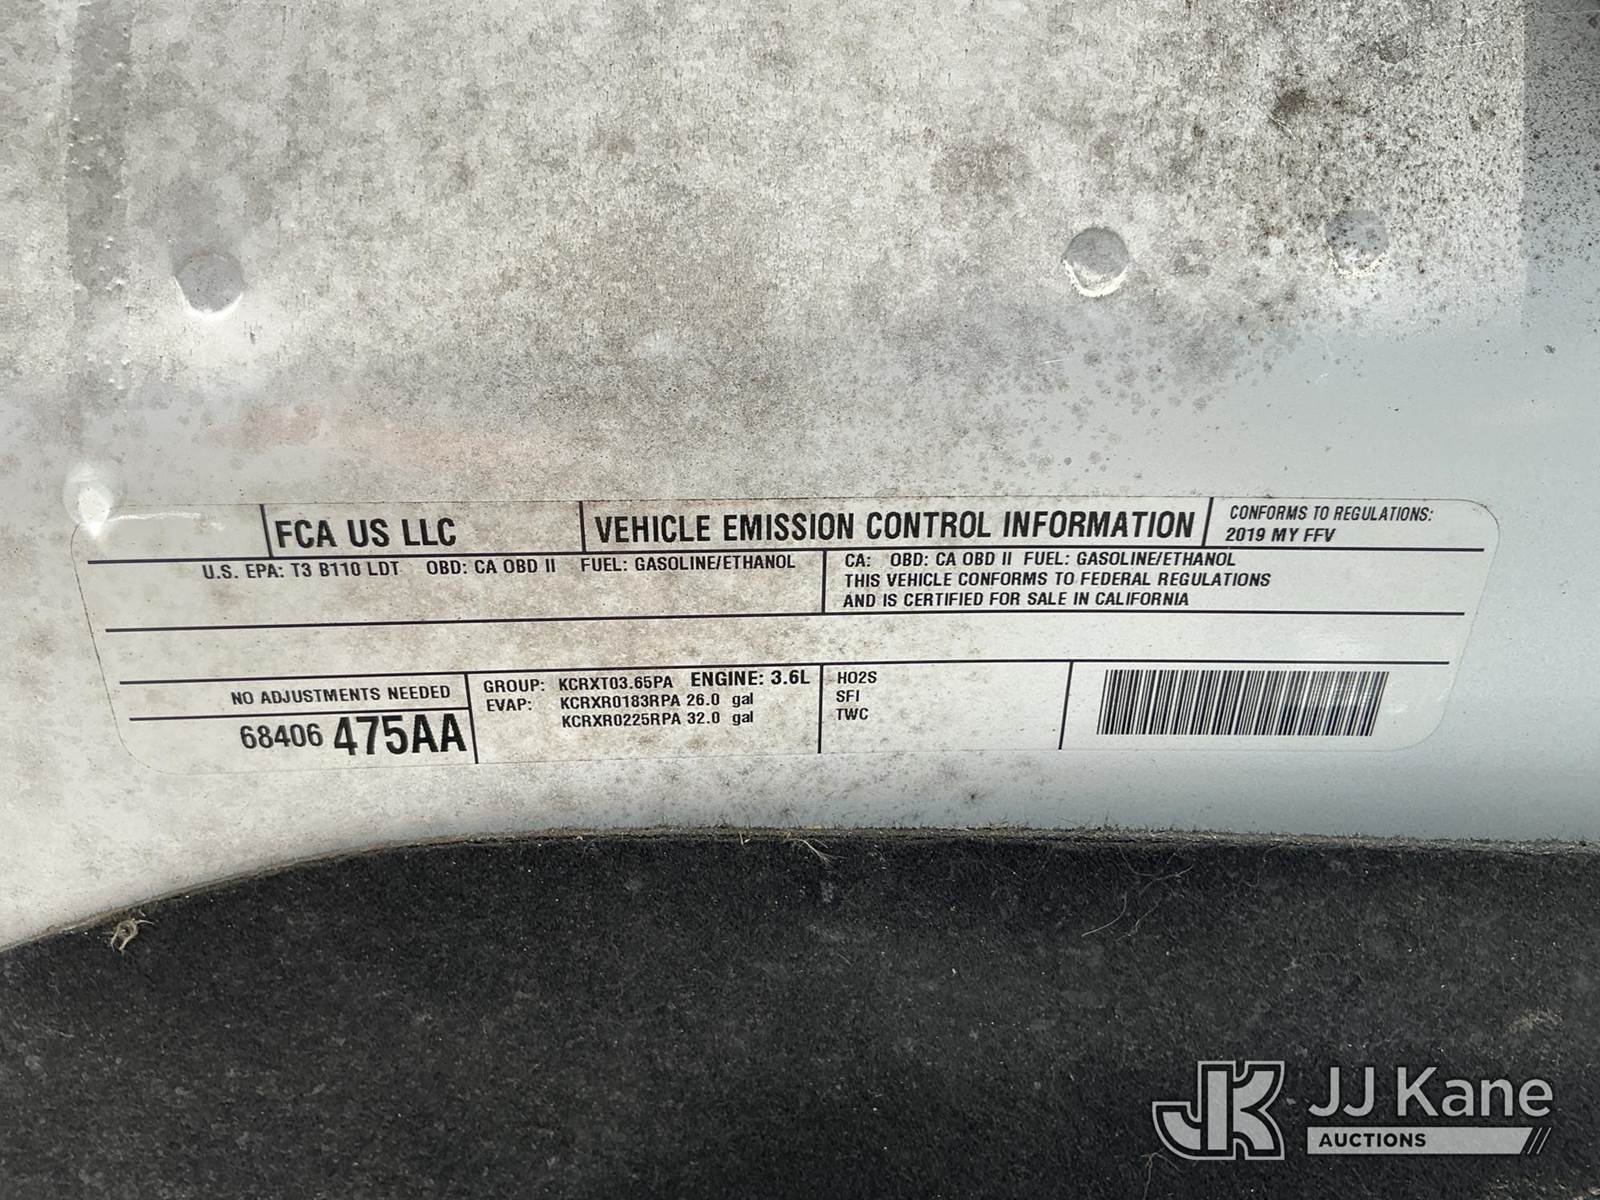 FCA US LLC
VEHICLE EMISSION CONTROL INFORMATION
CONFORMS TO REGULATIONS:
2019 MY FFV
U.S. EPA: T3 B110 LDT OBD: CA OBD II FUEL: GASOLINE/ETHANOL
CA: OBD: CA OBD II FUEL: GASOLINE/ETHANOL
THIS VEHICLE CONFORMS TO FEDERAL REGULATIONS
AND IS CERTIFIED FOR SALE IN CALIFORNIA
NO ADJUSTMENTS NEEDED
68406 475AA
GROUP: KCRXT03.65PA ENGINE: 3.6L
EVAP: KCRXR0183RPA 26.0 gal
KCRXR0225RPA 32.0 gal
HO2S
SFI
TWC
JK JJ Kane
AUCTIONS